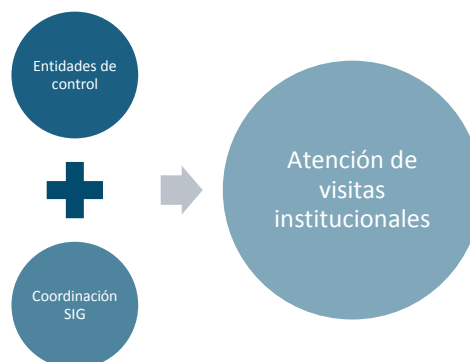 Entidades de
control
Atención de
visitas
institucionales
Coordinación
SIG